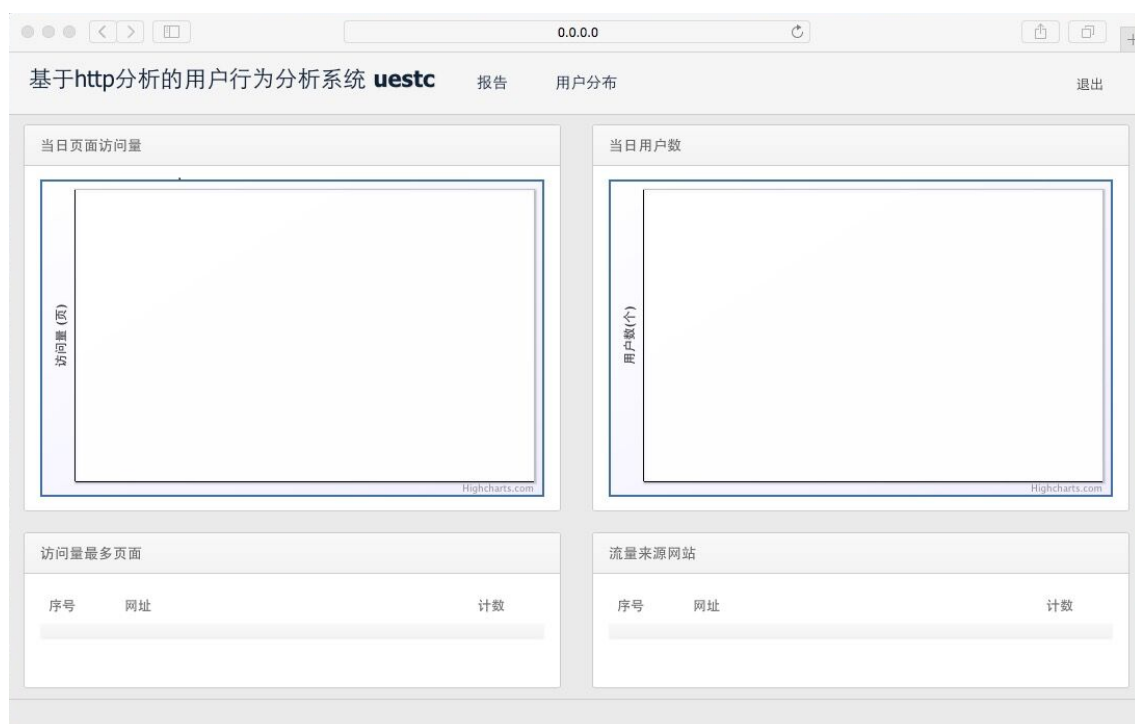 0.0.0.0
基于http分析的用户行为分析系统 uestc 报告 用户分布 退出
当日页面访问量
当日用户数
访问量 (页)
Highcharts.com
用户数(个)
Highcharts.com
访问量最多页面
流量来源网站
序号 网址 计数
序号 网址 计数